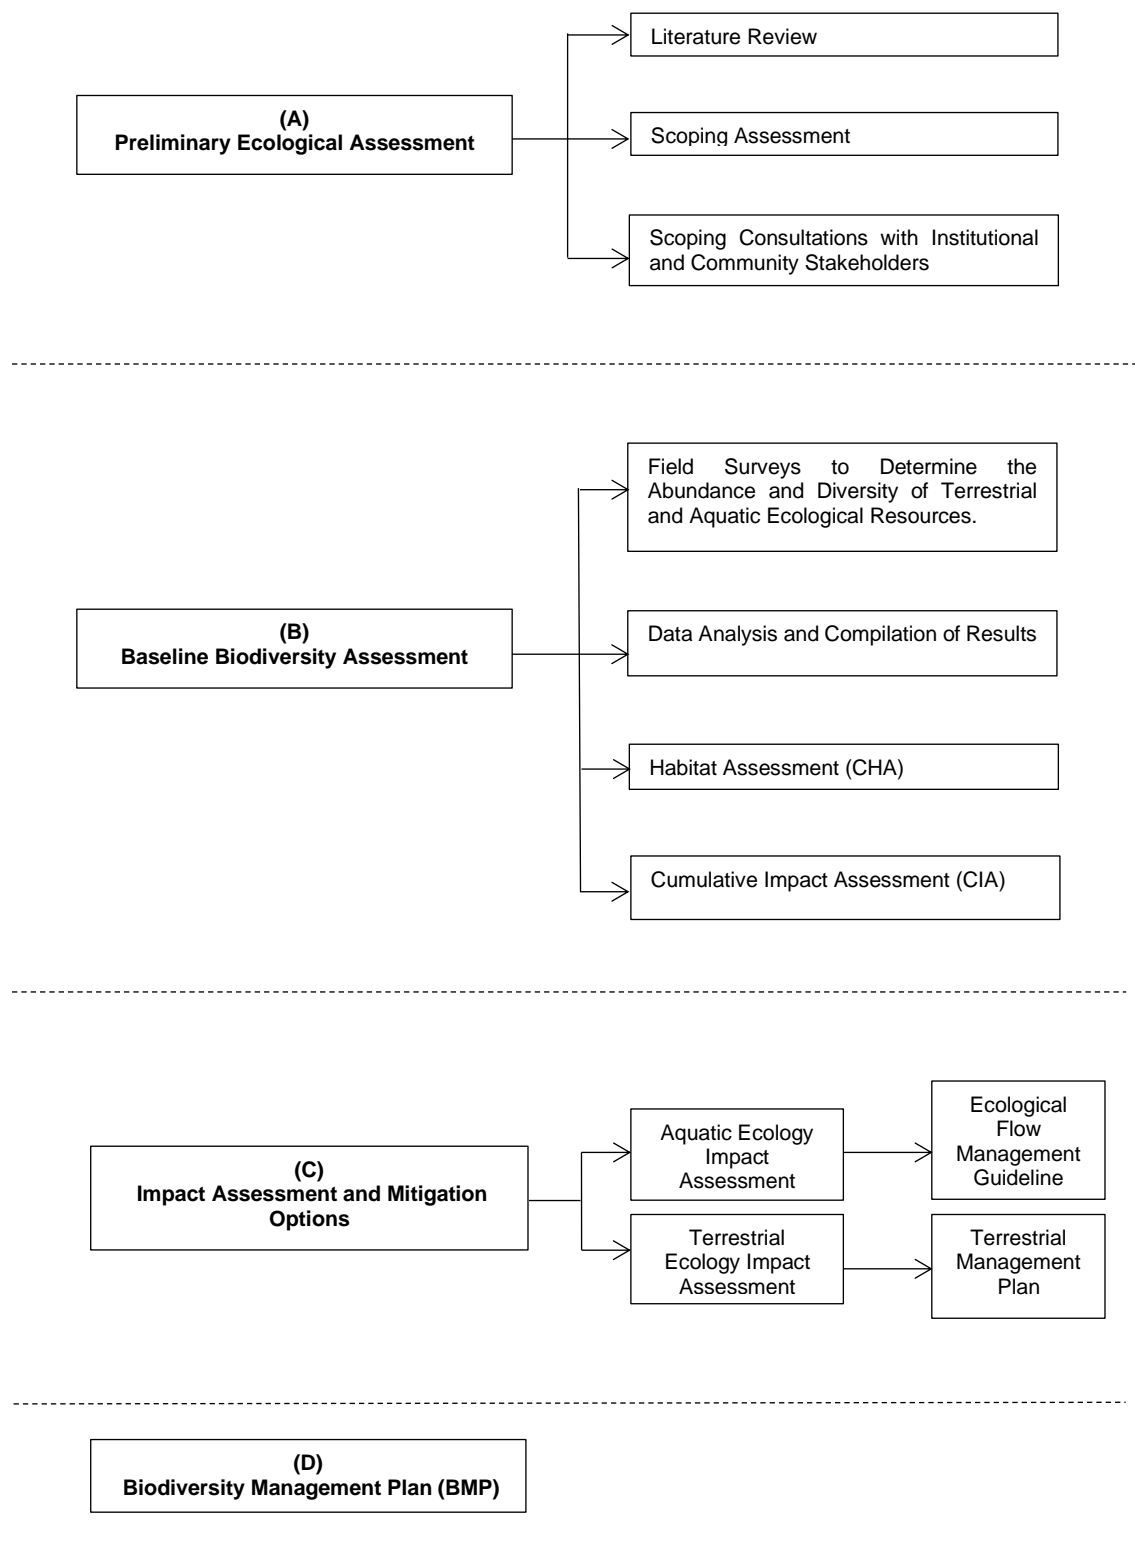 Literature Review
(A)
Preliminary Ecological Assessment
Scoping Assessment
Scoping Consultations with Institutional
and Community Stakeholders
Field Surveys to Determine the
Abundance and Diversity of Terrestrial
and Aquatic Ecological Resources.
(B)
Baseline Biodiversity Assessment
Data Analysis and Compilation of Results
Habitat Assessment (CHA)
Cumulative Impact Assessment (CIA)
(C)
Impact Assessment and Mitigation
Options
Aquatic Ecology
Impact
Assessment
Ecological
Flow
Management
Guideline
Terrestrial
Ecology Impact
Assessment
Terrestrial
Management
Plan
(D)
Biodiversity Management Plan (BMP)